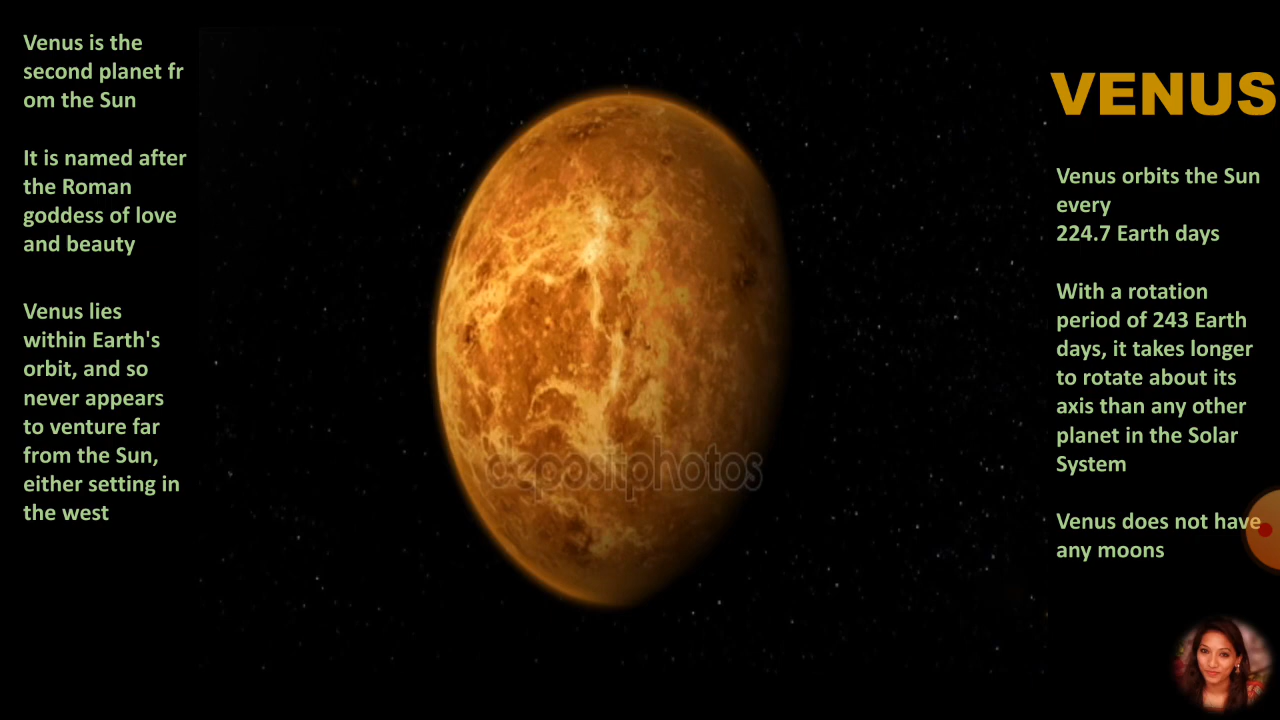 Venus is the
second planet fr
om the Sun
It is named after
the Roman
goddess of love
and beauty
Venus lies
within Earth's
orbit, and so
never appears
to venture far
from the Sun,
either setting in
the west
depositphotos
VENUS
Venus orbits the Sun
every
224.7 Earth days
With a rotation
period of 243 Earth
days, it takes longer
to rotate about its
axis than any other
planet in the Solar
System
Venus does not have
any moons